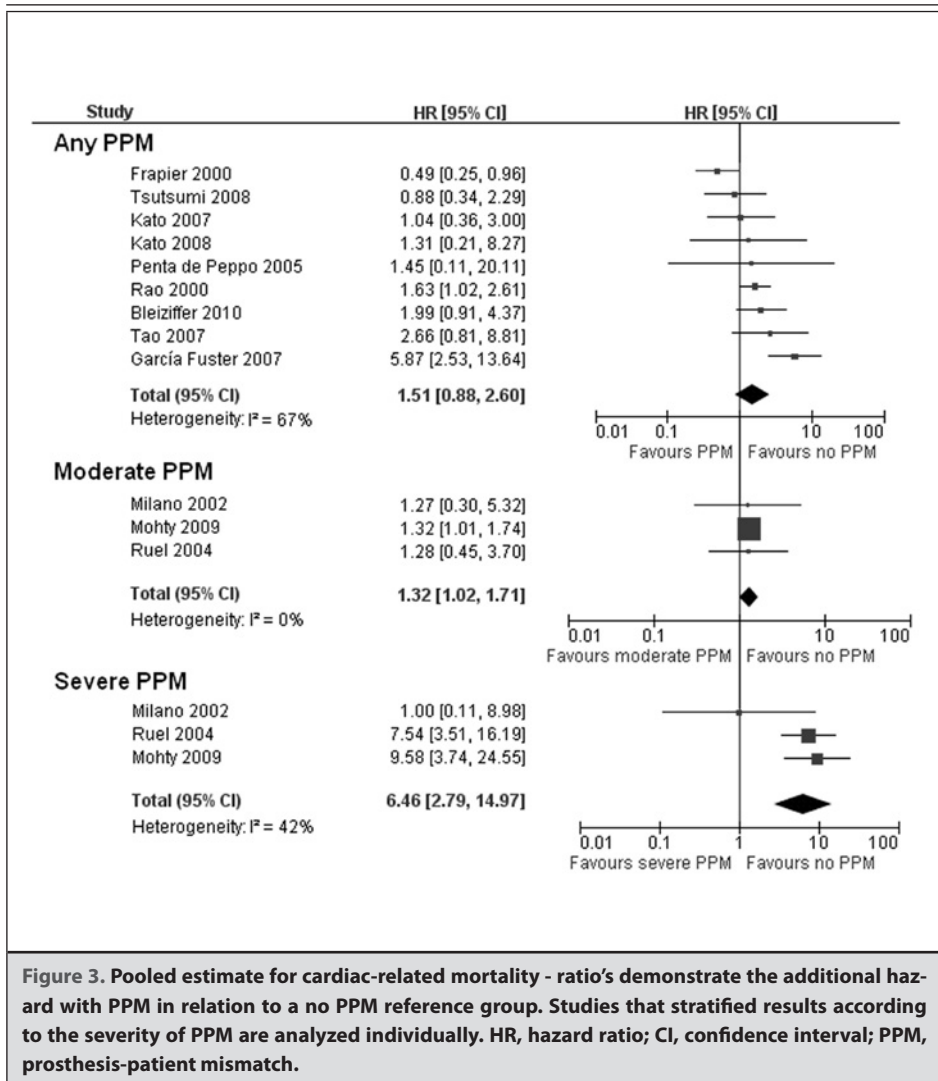 Study HR [95% CI] HR [95% CI]
Any PPM
Frapier 2000 0.49 [0.25, 0.96]
Tsutsumi 2008 0.88 [0.34, 2.29]
Kato 2007 1.04 [0.36, 3.00]
Kato 2008 1.31 [0.21, 8.27]
Penta de Peppo 2005 1.45 [0.11, 20.11]
Rao 2000 1.63 [1.02, 2.61]
Bleiziffer 2010 1.99 [0.91, 4.37]
Tao 2007 2.66 [0.81, 8.81]
García Fuster 2007 5.87 [2.53, 13.64]
Total (95% CI) 1.51 [0.88, 2.60]
Heterogeneity: I² = 67%
0.01 0.1 10 100
Favours PPM Favours no PPM
Moderate PPM
Milano 2002 1.27 [0.30, 5.32]
Mohty 2009 1.32 [1.01, 1.74]
Ruel 2004 1.28 [0.45, 3.70]
Total (95% CI) 1.32 [1.02, 1.71]
Heterogeneity: I² = 0%
0.01 0.1 10 100
Favours moderate PPM Favours no PPM
Severe PPM
Milano 2002 1.00 [0.11, 8.98]
Ruel 2004 7.54 [3.51, 16.19]
Mohty 2009 9.58 [3.74, 24.55]
Total (95% CI) 6.46 [2.79, 14.97]
Heterogeneity: I² = 42%
0.01 0.1 1 10 100
Favours severe PPM Favours no PPM
Figure 3. Pooled estimate for cardiac-related mortality - ratio's demonstrate the additional haz-
ard with PPM in relation to a no PPM reference group. Studies that stratified results according
to the severity of PPM are analyzed individually. HR, hazard ratio; CI, confidence interval; PPM,
prosthesis-patient mismatch.